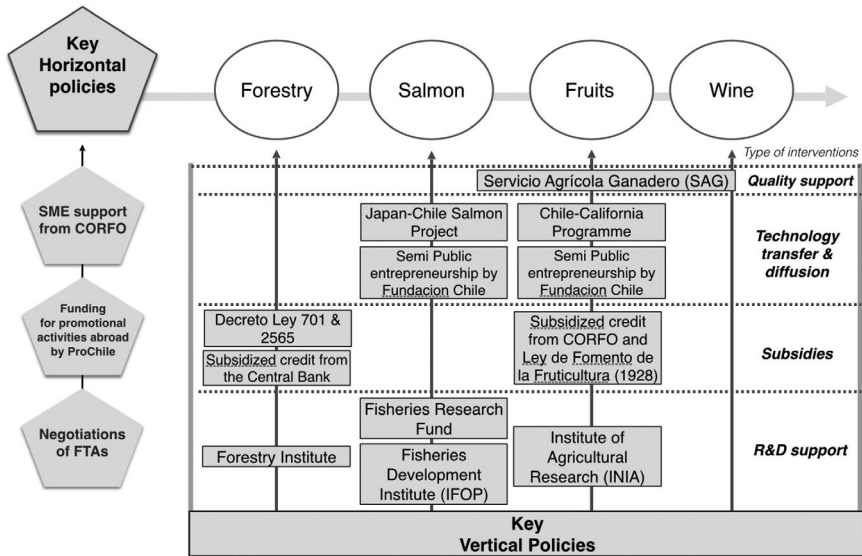 Key
Horizontal
policies
Forestry
Salmon
Fruits
Wine
Type of interventions
Servicio Agrícola Ganadero (SAG)
Quality support
SME support
from CORFO
Japan-Chile Salmon
Project
Chile-California
Programme
Semi Public
entrepreneurship by
Fundacion Chile
Semi Public
entrepreneurship by
Fundacion Chile
Technology
transfer &
diffusion
Funding
for promotional
activities abroad
by ProChile
Decreto Ley 701 &
2565
Subsidized credit from
the Central Bank
Subsidized credit
from CORFO and
Ley de Fomento de
la Fruticultura (1928)
Subsidies
Negotiations
of FTAs
Forestry Institute
Fisheries Research
Fund
Fisheries
Development
Institute (IFOP)
Institute of
Agricultural
Research (INIA)
R&D support
Key
Vertical Policies